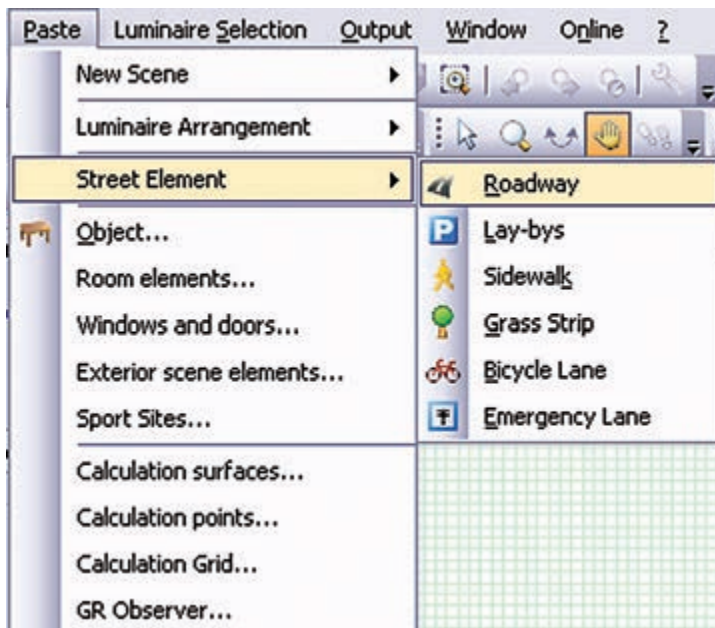 Paste Luminaire Selection Output Window Online ?
New Scene
Luminaire Arrangement
Street Element
Object...
Room elements...
Windows and doors...
Exterior scene elements...
Sport Sites...
Calculation surfaces...
Calculation points...
Calculation Grid...
GR Observer...
Roadway
P Lay-bys
Sidewalk
Grass Strip
Bicycle Lane
Emergency Lane